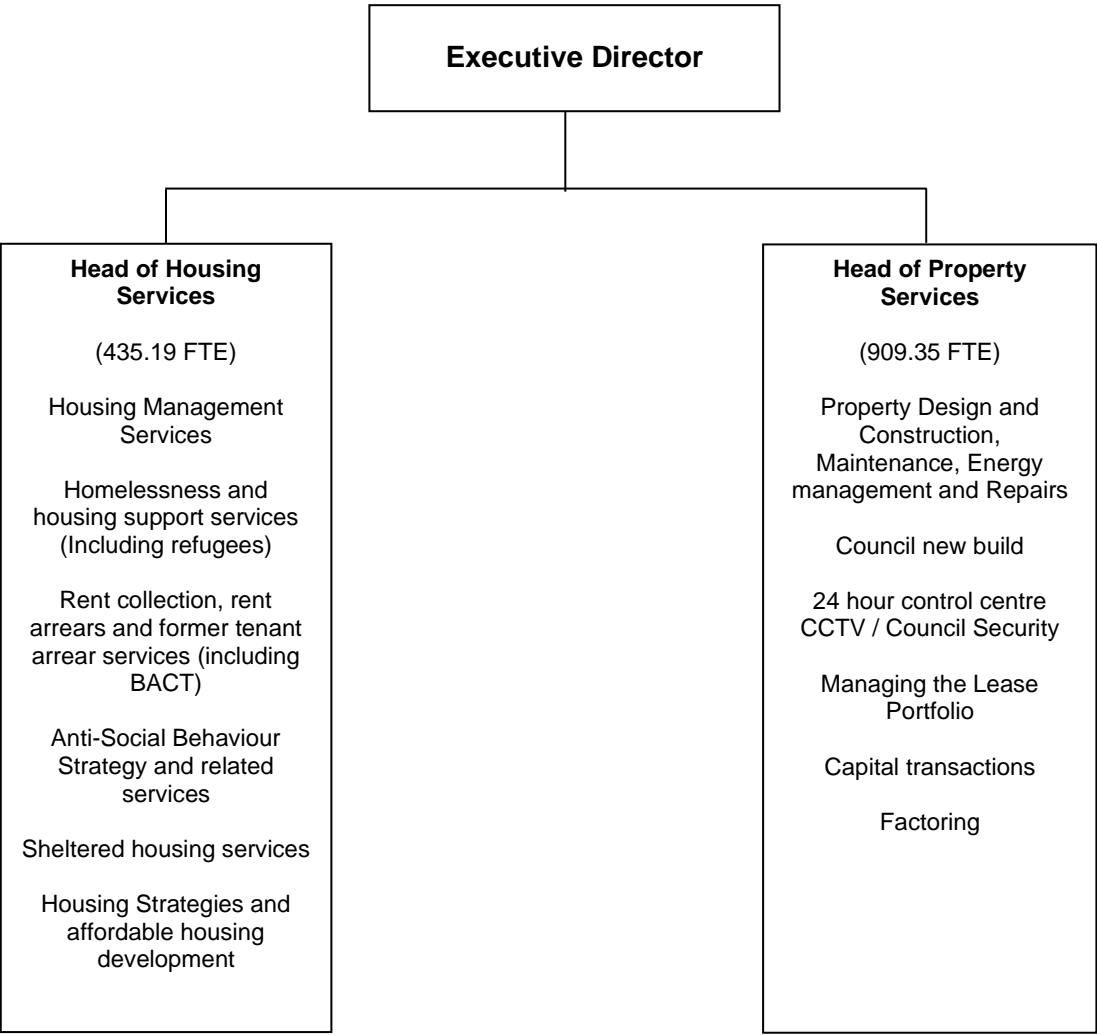 Executive Director
Head of Housing
Services
(435.19 FTE)
Housing Management
Services
Homelessness and
housing support services
(Including refugees)
Rent collection, rent
arrears and former tenant
arrear services (including
BACT)
Anti-Social Behaviour
Strategy and related
services
Sheltered housing services
Housing Strategies and
affordable housing
development
Head of Property
Services
(909.35 FTE)
Property Design and
Construction,
Maintenance, Energy
management and Repairs
Council new build
24 hour control centre
CCTV / Council Security
Managing the Lease
Portfolio
Capital transactions
Factoring